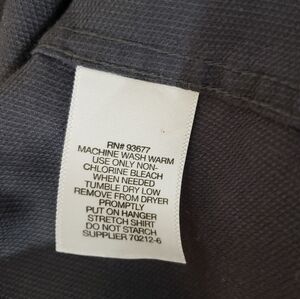 RN# 93677
MACHINE WASH WARM
USE ONLY NON-
CHLORINE BLEACH
WHEN NEEDED
TUMBLE DRY LOW
REMOVE FROM DRYER
PROMPTLY
PUT ON HANGER
STRETCH SHIRT
DO NOT STARCH
SUPPLIER 70212-6